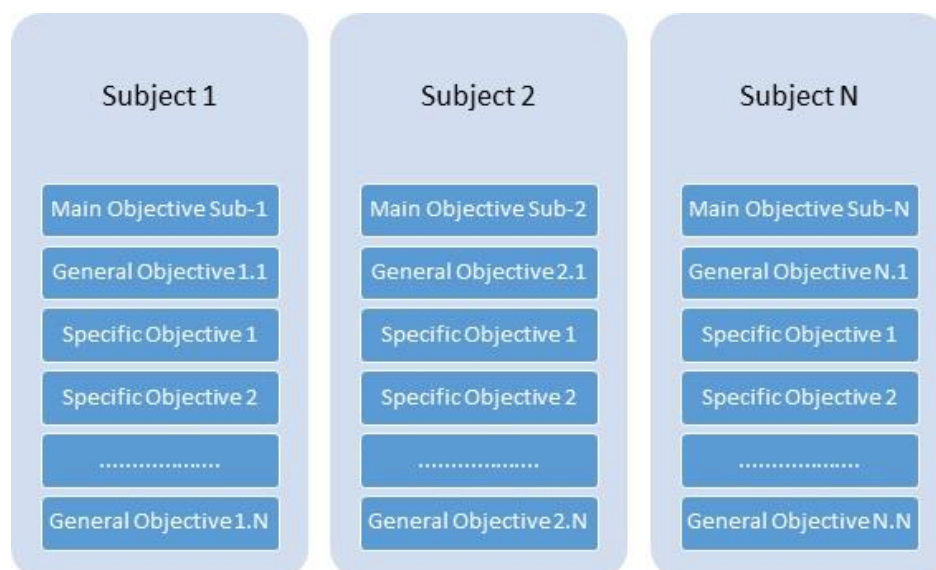 Subject 1
Main Objective Sub-1
General Objective 1.1
Specific Objective 1
Specific Objective 2
...................
General Objective 1.N
Subject 2
Main Objective Sub-2
General Objective 2.1
Specific Objective 1
Specific Objective 2
...................
General Objective 2.N
Subject N
Main Objective Sub-N
General Objective N.1
Specific Objective 1
Specific Objective 2
...................
General Objective N.N